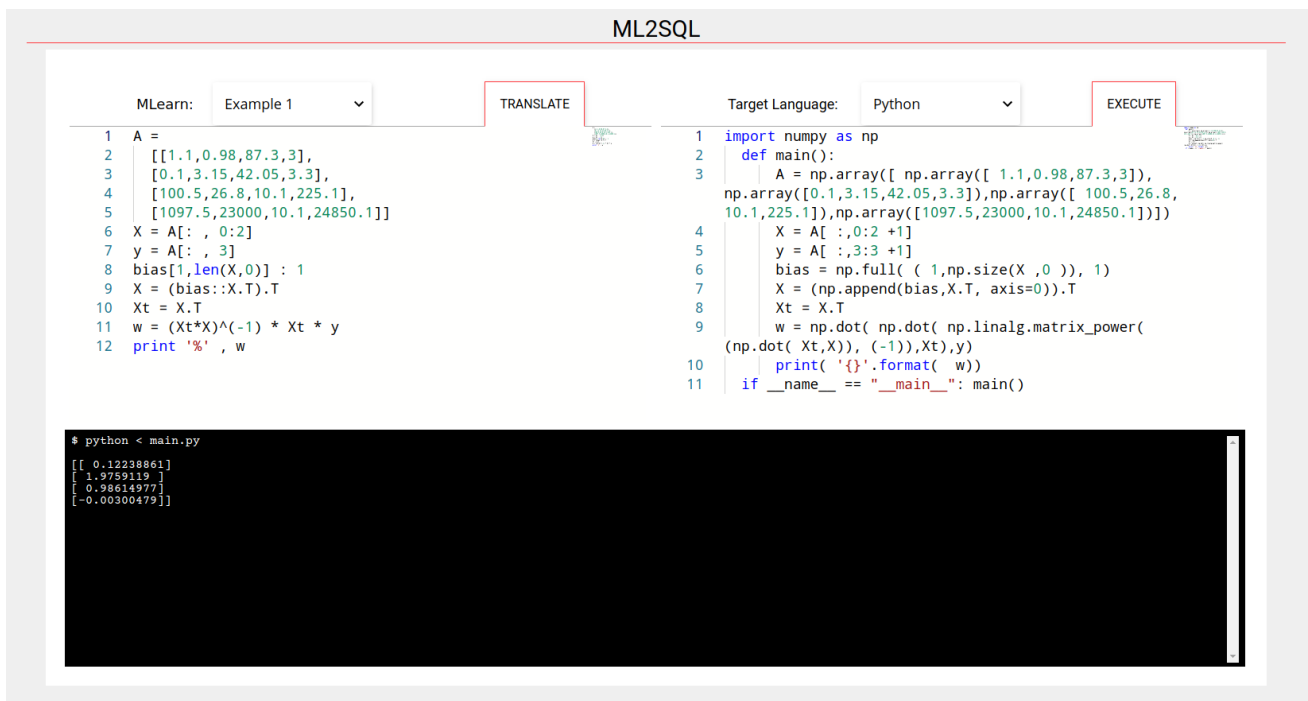 ML2SQL
MLearn: Example 1 TRANSLATE
1 A =
2 [[1.1,0.98,87.3,3],
3 [0.1,3.15,42.05,3.3],
4 [100.5,26.8,10.1,225.1],
5 [1097.5,23000,10.1,24850.1]]
6 X = A[: , 0:2]
7 y = A[: , 3]
8 bias[1,len(X,0)] : 1
9 X = (bias::X.T).T
10 Xt = X.T
11 w = (Xt*X)^(-1) * Xt * y
12 print '%' , w
Target Language: Python EXECUTE
1 import numpy as np
2 def main():
3 A = np.array([ np.array([ 1.1,0.98,87.3,3]),
np.array([0.1,3.15,42.05,3.3]),np.array([ 100.5,26.8,
10.1,225.1]),np.array([1097.5,23000,10.1,24850.1])])
4 X = A[ :,0:2 +1]
5 y = A[ :,3:3 +1]
6 bias = np.full( ( 1,np.size(X ,0 )), 1)
7 X = (np.append(bias,X.T, axis=0)).T
8 Xt = X.T
9 w = np.dot( np.dot( np.linalg.matrix_power(
(np.dot( Xt,X)), (-1)),Xt),y)
10 print( '{}'.format( w))
11 if __name__ == "__main__": main()
$ python < main.py
[[ 0.12238861]
[ 1.9759119 ]
[ 0.98614977]
[-0.00300479]]